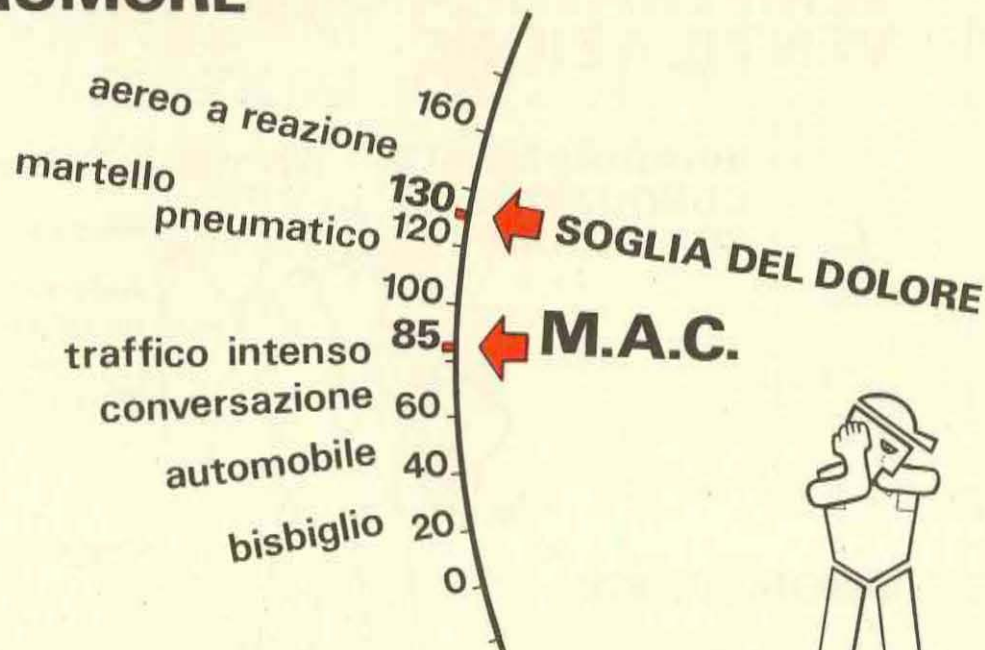 RUMORE
160
aereo a reazione
130
martello
pneumatico 120
SOGLIA DEL DOLORE
100
traffico intenso 85
M.A.C.
conversazione 60
automobile 40
bisbiglio 20
0